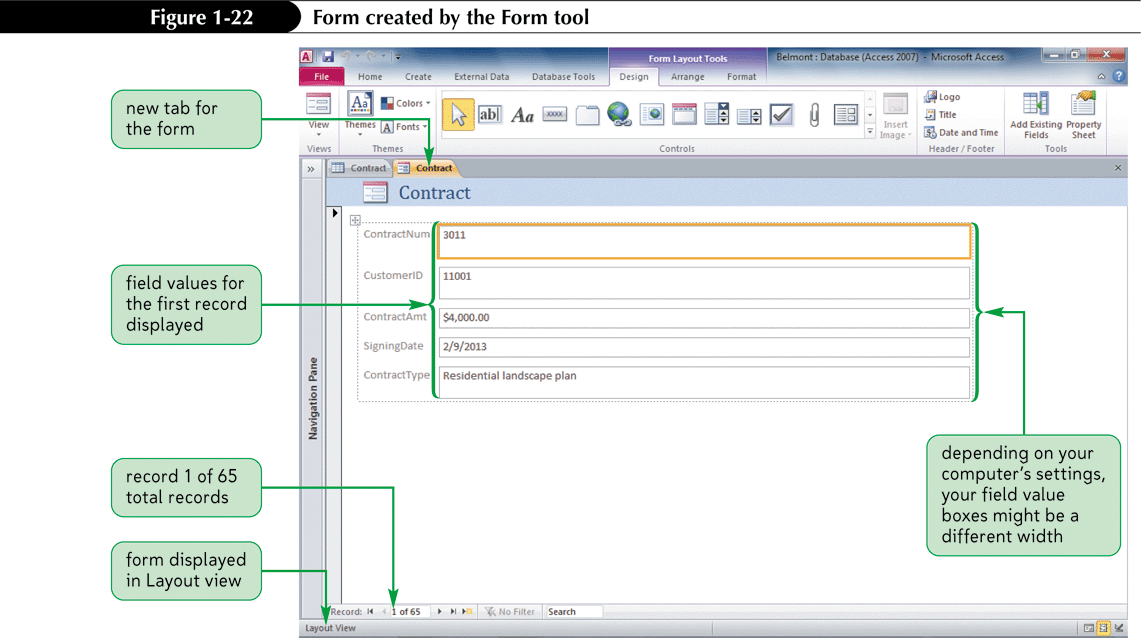 Figure 1-22 Form created by the Form tool
Form Layout Tools
Belmont : Database (Access 2007) - Microsoft Access
File Home Create External Data Database Tools Design Arrange Format
View
Views
Aa
Themes
Colors
A Fonts
Themes
ab|
Aa
XXXX
Controls
Insert
Image
Logo
Title
Date and Time
Header / Footer
Add Existing
Fields
Property
Sheet
Tools
new tab for
the form
» Contract Contract
Contract
ContractNum 3011
CustomerID 11001
ContractAmt $4,000.00
SigningDate 2/9/2013
ContractType Residential landscape plan
field values for
the first record
displayed
Navigation Pane
depending on your
computer's settings,
your field value
boxes might be a
different width
record 1 of 65
total records
form displayed
in Layout view
Record: 1 of 65 No Filter Search
Layout View